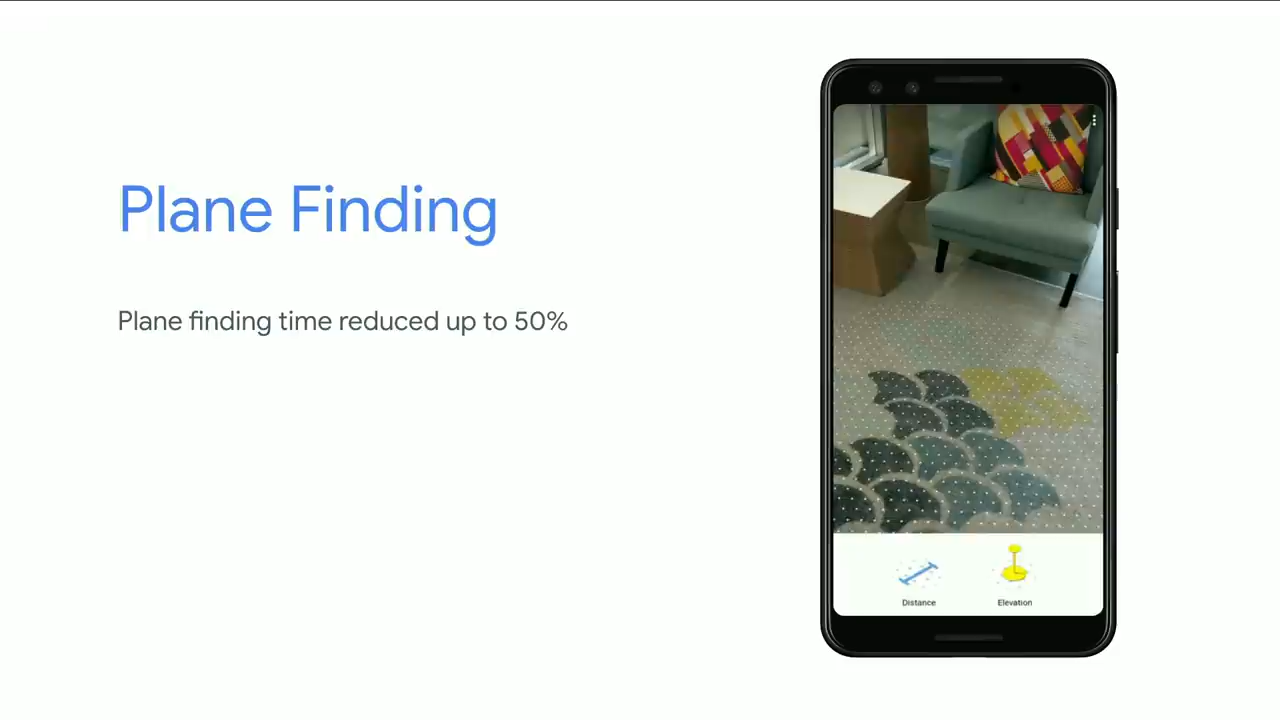 Plane Finding
Plane finding time reduced up to 50%
Distance
Elevation